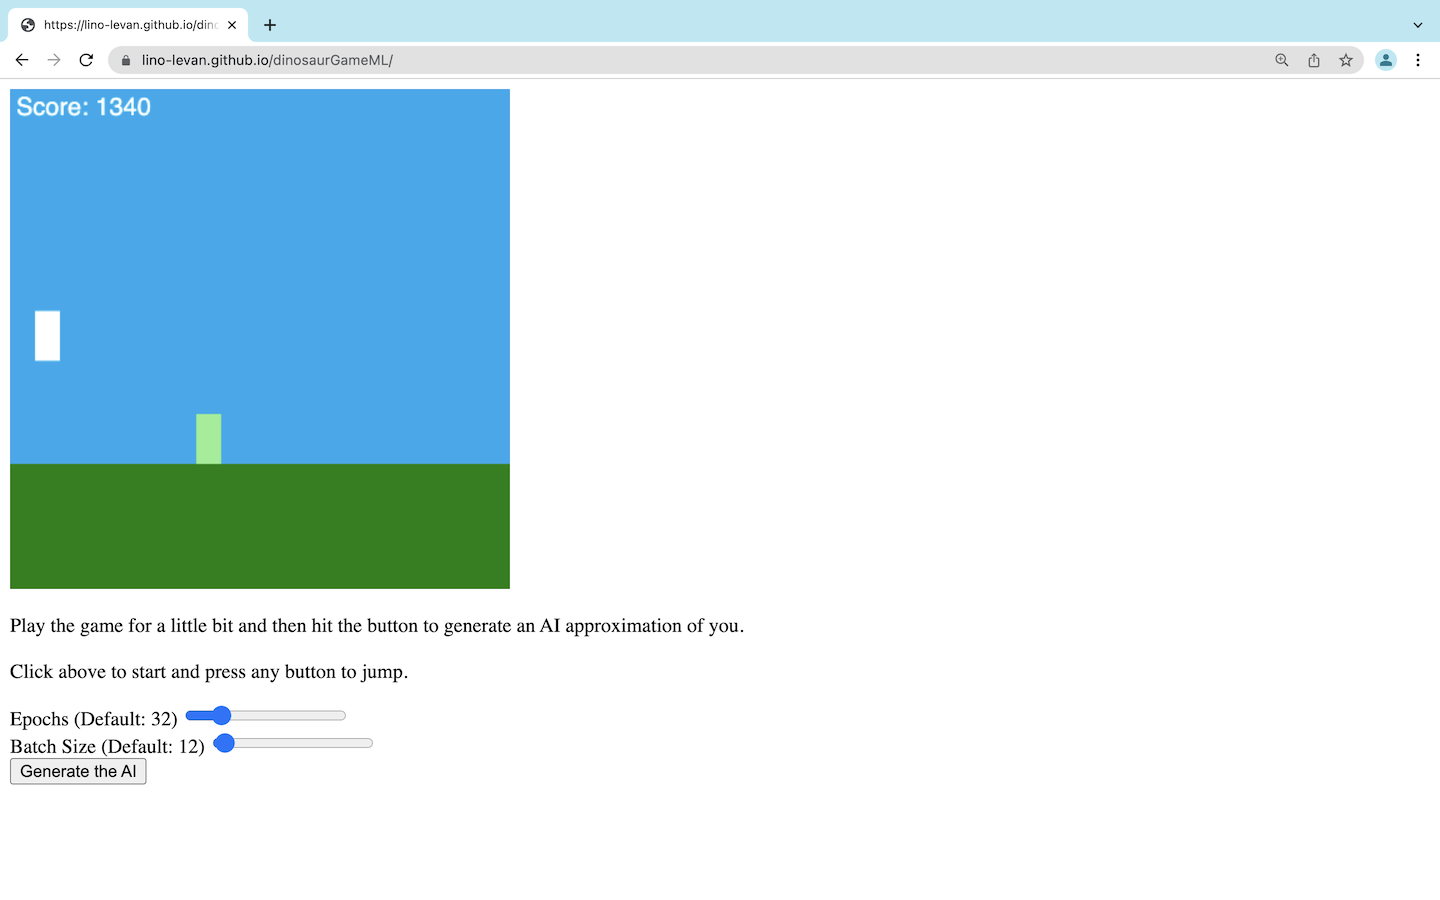 https://lino-levan.github.io/dino
lino-levan.github.io/dinosaurGameML/
Score: 1340
Play the game for a little bit and then hit the button to generate an AI approximation of you.
Click above to start and press any button to jump.
Epochs (Default: 32)
Batch Size (Default: 12)
Generate the AI